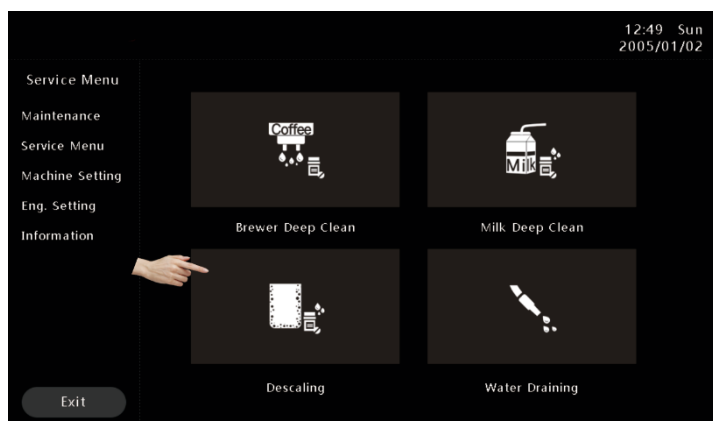 12:49 Sun
2005/01/02
Service Menu
Maintenance
Service Menu
Machine Setting
Eng. Setting
Information
Exit
Coffee
Brewer Deep Clean
Milk
Milk Deep Clean
Descaling
Water Draining